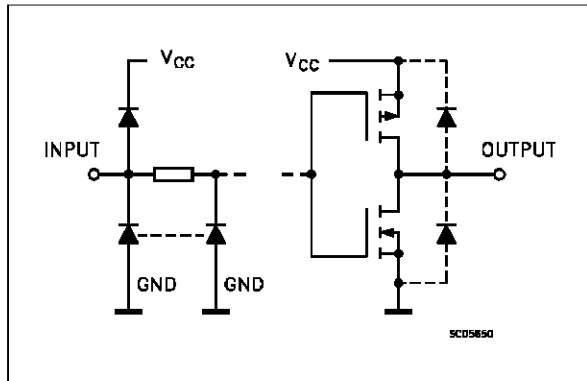 VCC
VCC
INPUT
OUTPUT
GND
GND
SC05650